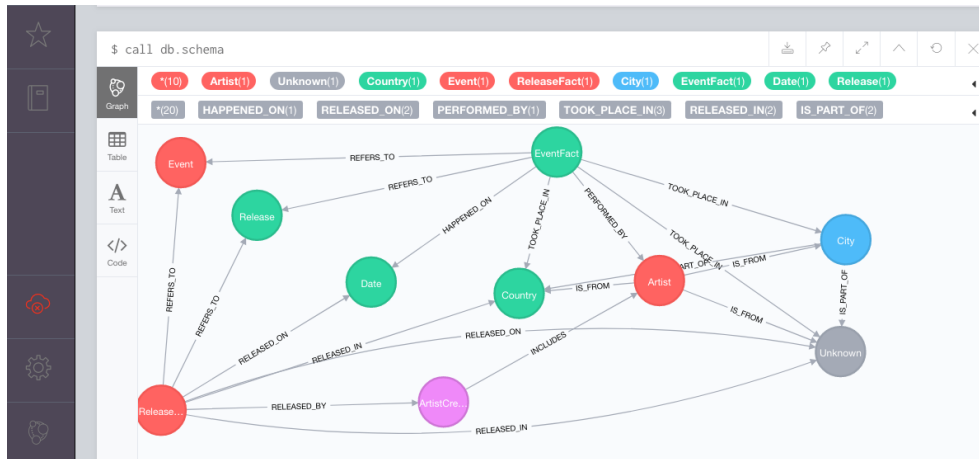 $ call db.schema
*(10) Artist(1) Unknown(1) Country(1) Event(1) ReleaseFact(1) City(1) EventFact(1) Date(1) Release(1)
*(20) HAPPENED_ON(1) RELEASED_ON(2) PERFORMED_BY(1) TOOK_PLACE_IN(3) RELEASED_IN(2) IS_PART_OF(2)
Graph
Table
A
Text
</>
Code
Event
REFERS_TO
EventFact
REFERS_TO
TOOK_PLACE_IN
Release
HAPPENED_ON
TOOK_PLACE_IN
PERFORMED_BY
TOOK_PLACE_IN
City
REFERS_TO
REFERS_TO
Date
Country
IS_FROM
Artist
PART_OF
IS_FROM
IS_PART_OF
RELEASED_ON
RELEASED_IN
INCLUDES
RELEASED_ON
IS_FROM
Unknown
Release...
RELEASED_BY
ArtistCre...
RELEASED_IN